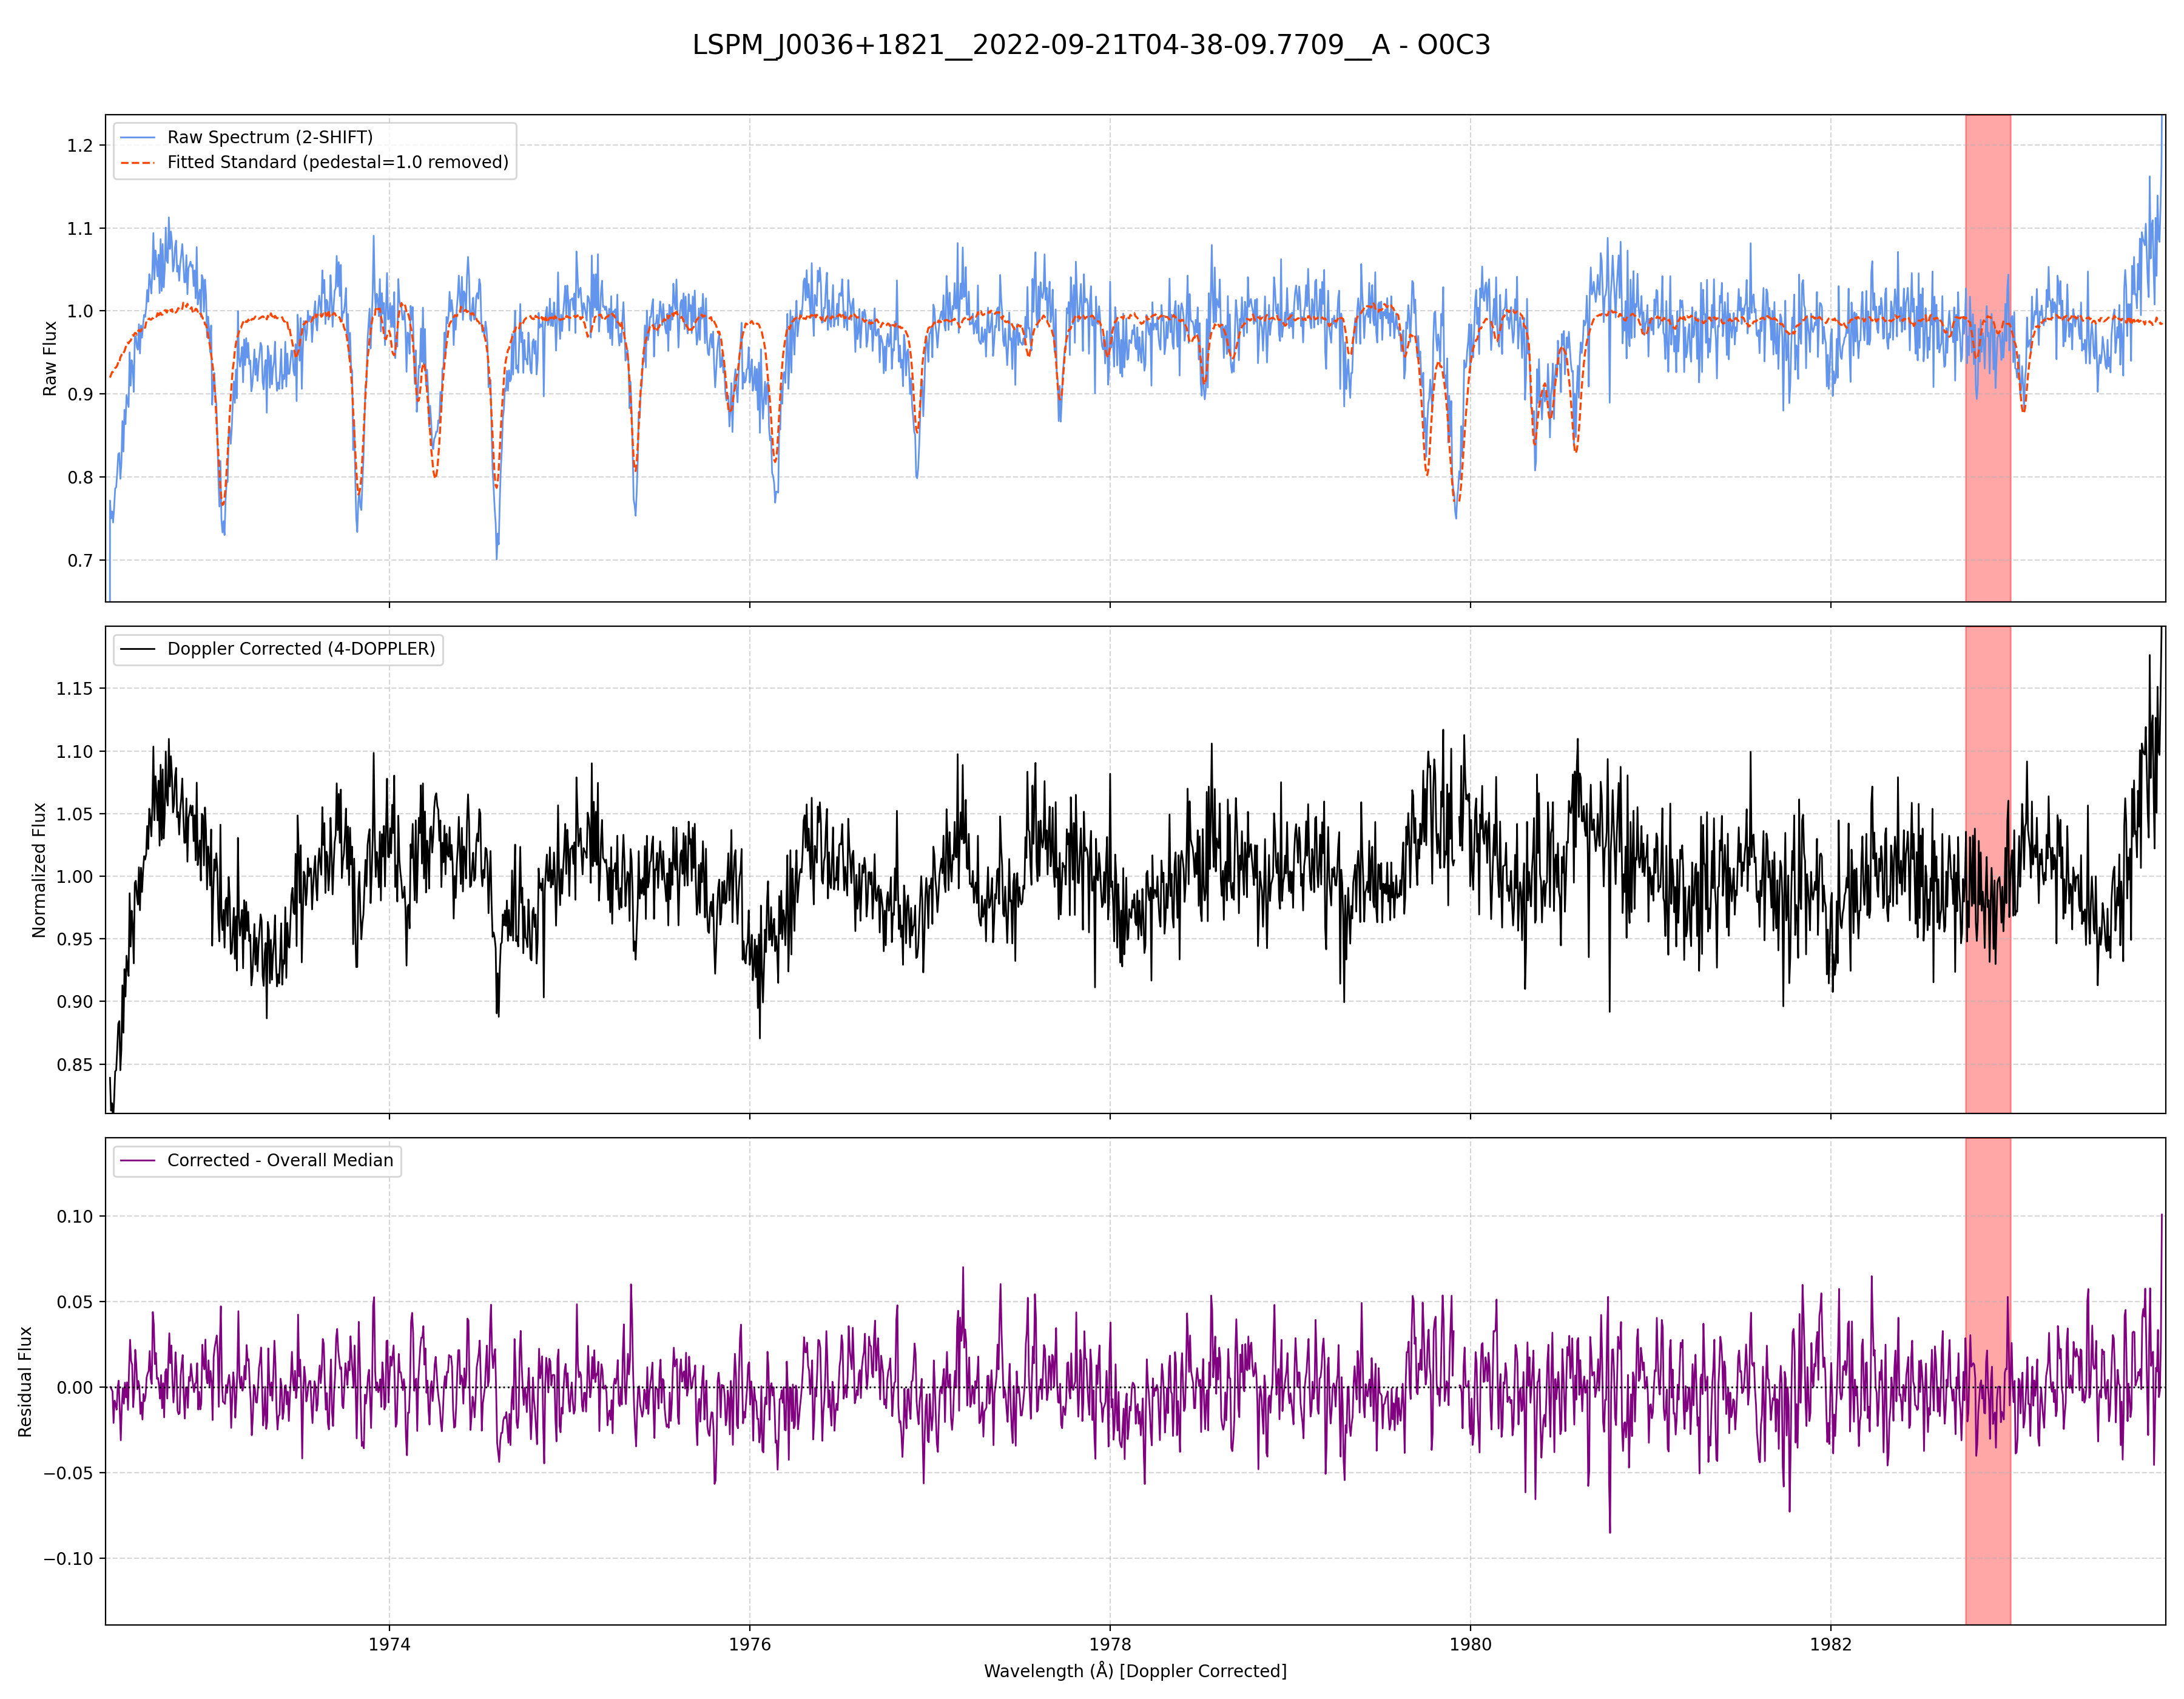 LSPM_J0036+1821__2022-09-21T04-38-09.7709__A - O0C3
Raw Spectrum (2-SHIFT)
Fitted Standard (pedestal=1.0 removed)
Raw Flux
1.2
1.1
1.0
0.9
0.8
0.7
Doppler Corrected (4-DOPPLER)
Normalized Flux
1.15
1.10
1.05
1.00
0.95
0.90
0.85
Corrected - Overall Median
Residual Flux
0.10
0.05
0.00
−0.05
−0.10
1974
1976
1978
1980
1982
Wavelength (Å) [Doppler Corrected]